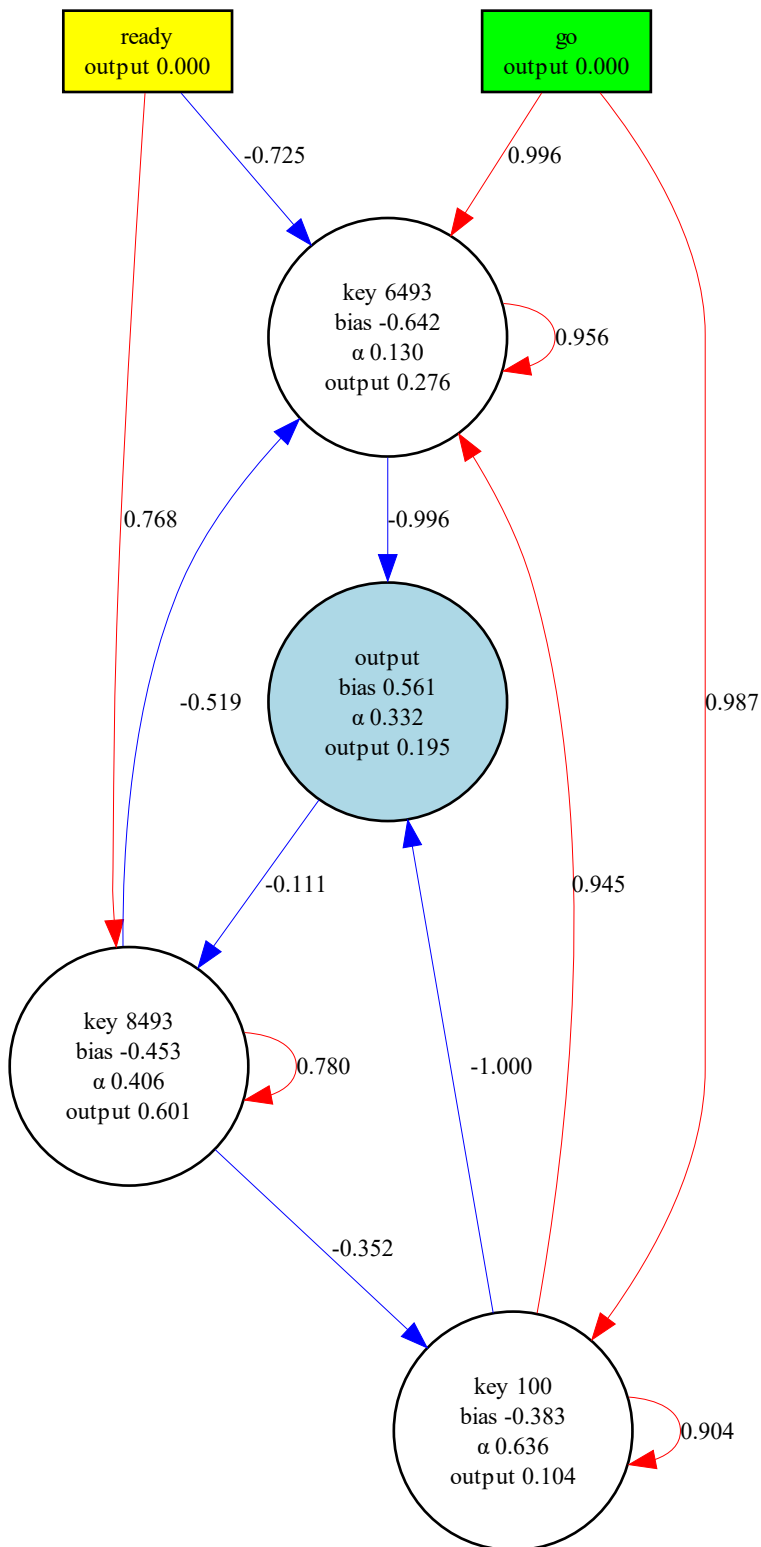 ready
output 0.000
go
output 0.000
-0.725
0.996
key 6493
bias -0.642
α 0.130
output 0.276
0.956
0.768
-0.996
-0.519
output
bias 0.561
α 0.332
output 0.195
0.987
-0.111
0.945
key 8493
bias -0.453
α 0.406
output 0.601
0.780
-1.000
-0.352
key 100
bias -0.383
α 0.636
output 0.104
0.904